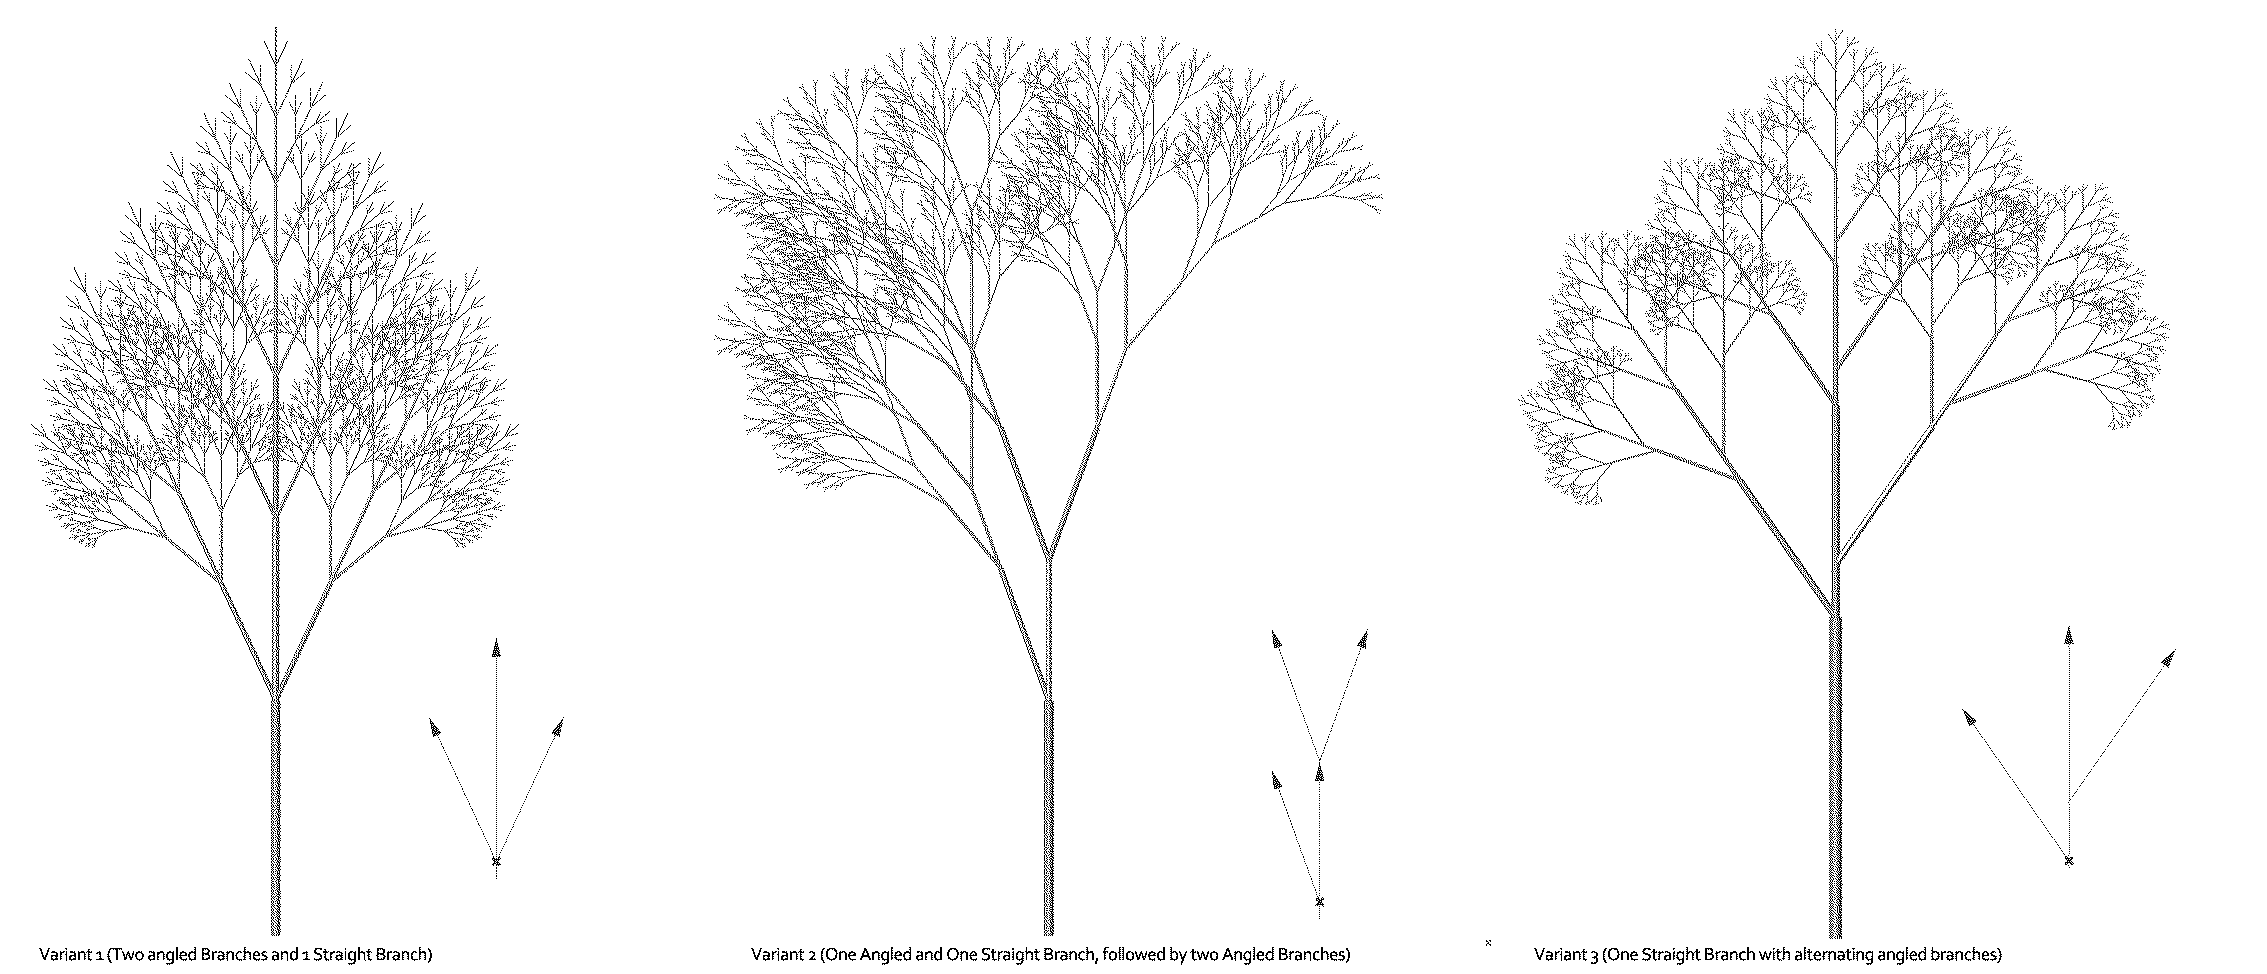 Variant 1 (Two angled Branches and 1 Straight Branch)
Variant 2 (One Angled and One Straight Branch, followed by two Angled Branches)
Variant 3 (One Straight Branch with alternating angled branches)